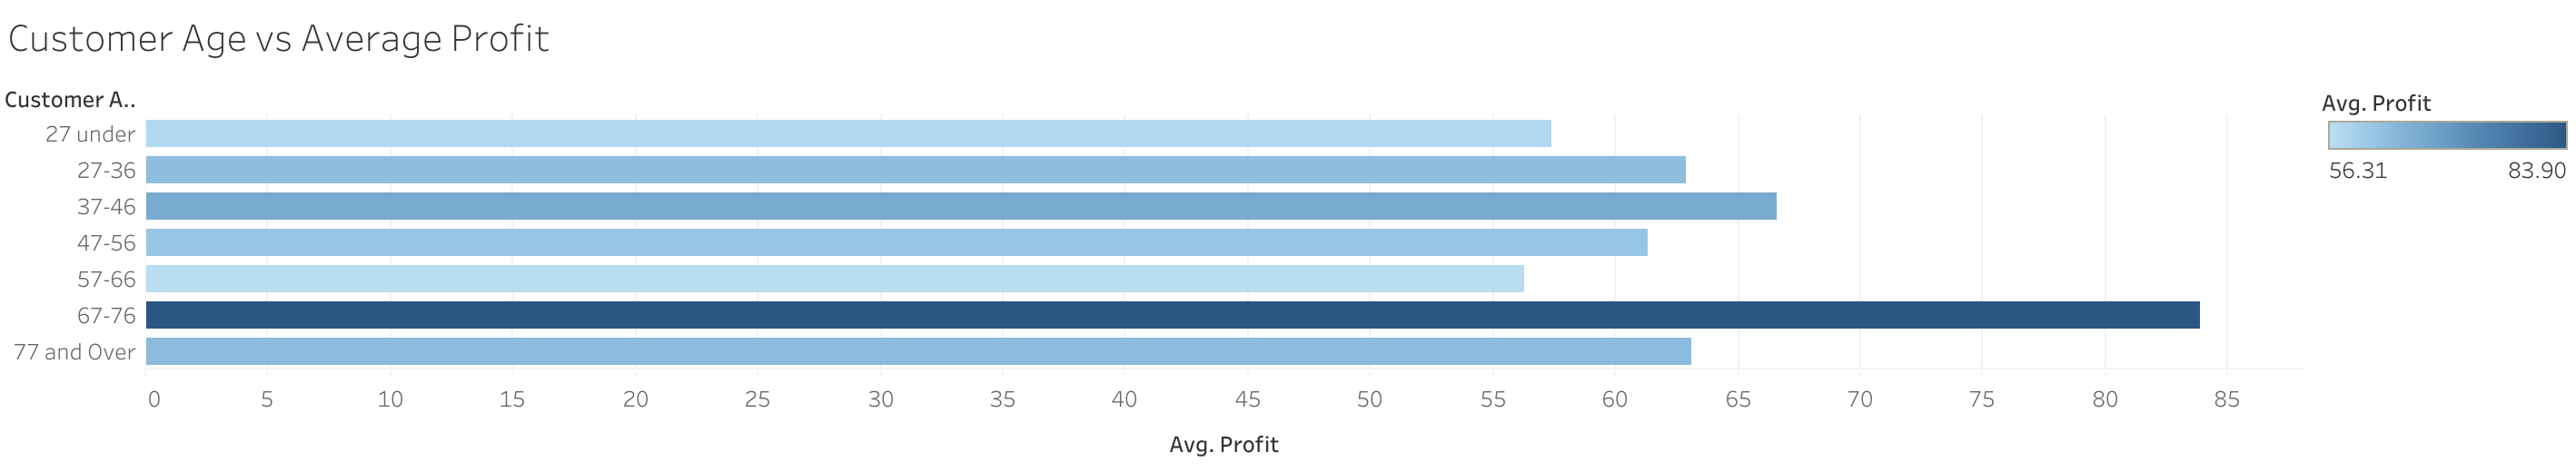 Customer Age vs Average Profit
Customer A..
27 under
27-36
37-46
47-56
57-66
67-76
77 and Over
0 5 10 15 20 25 30 35 40 45 50 55 60 65 70 75 80 85
Avg. Profit
Avg. Profit
56.31 83.90